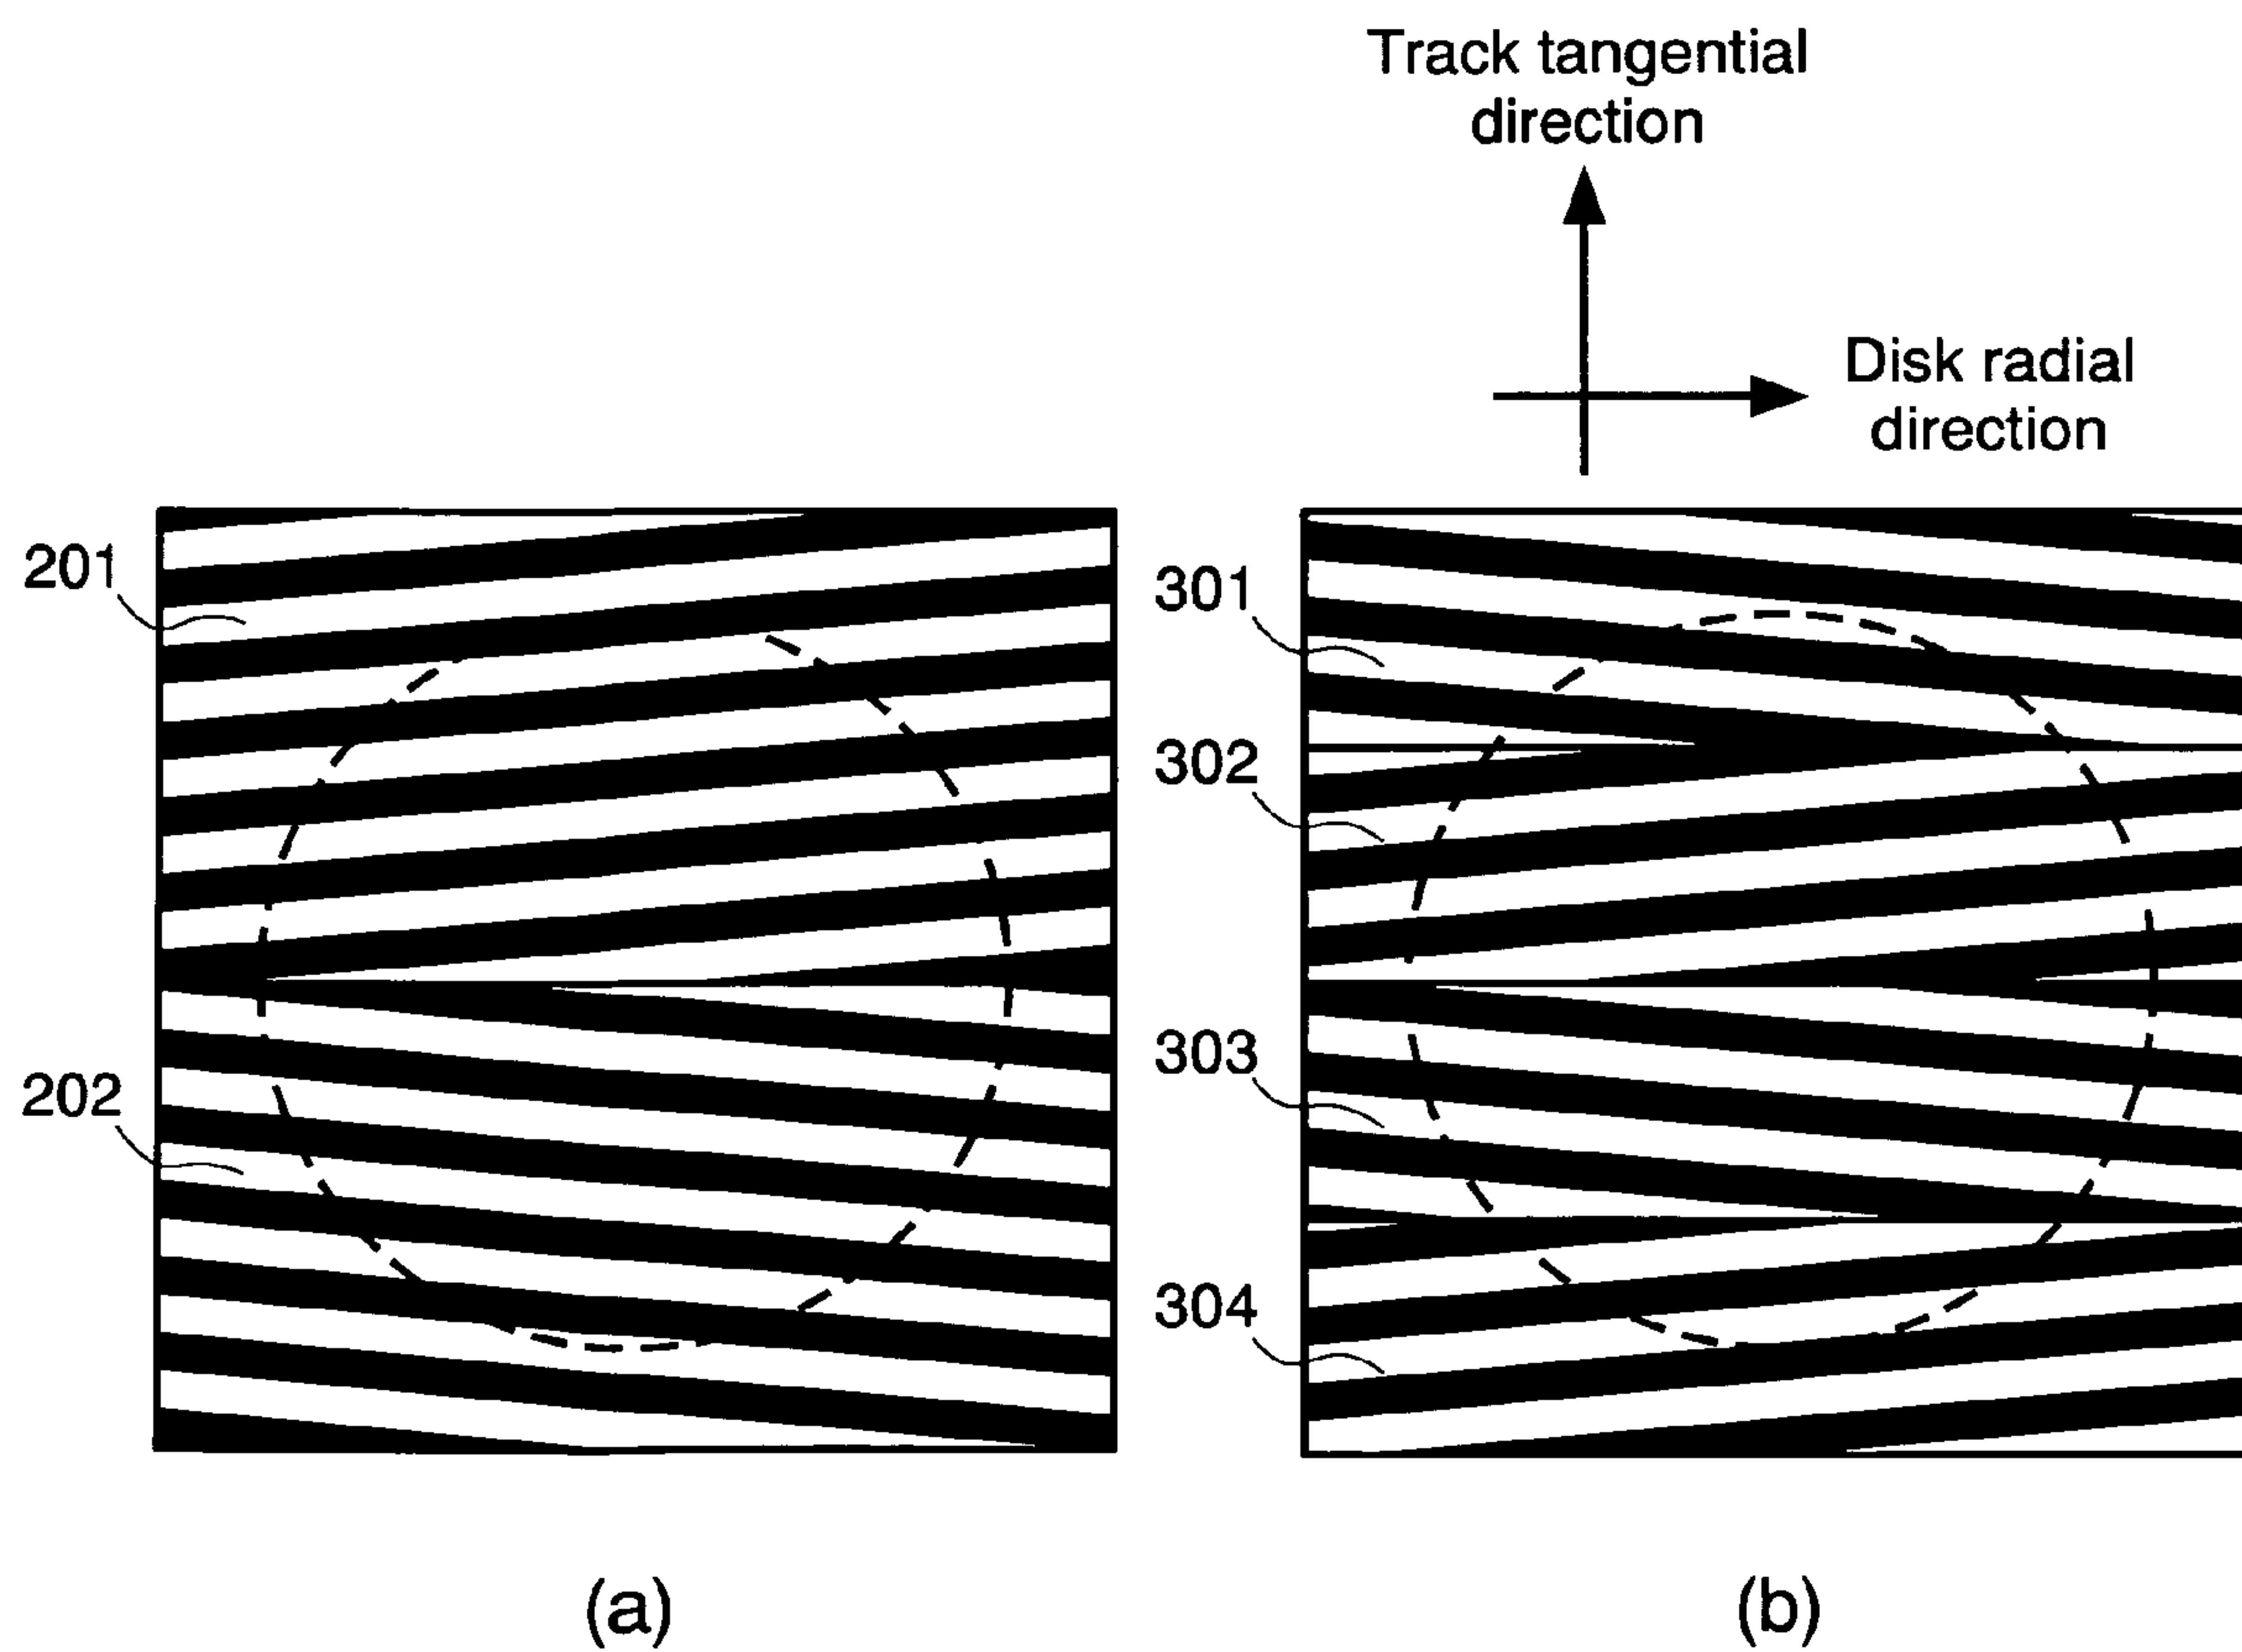 Track tangential
direction
Disk radial
direction
201
202
301
302
303
304
(a)
(b)